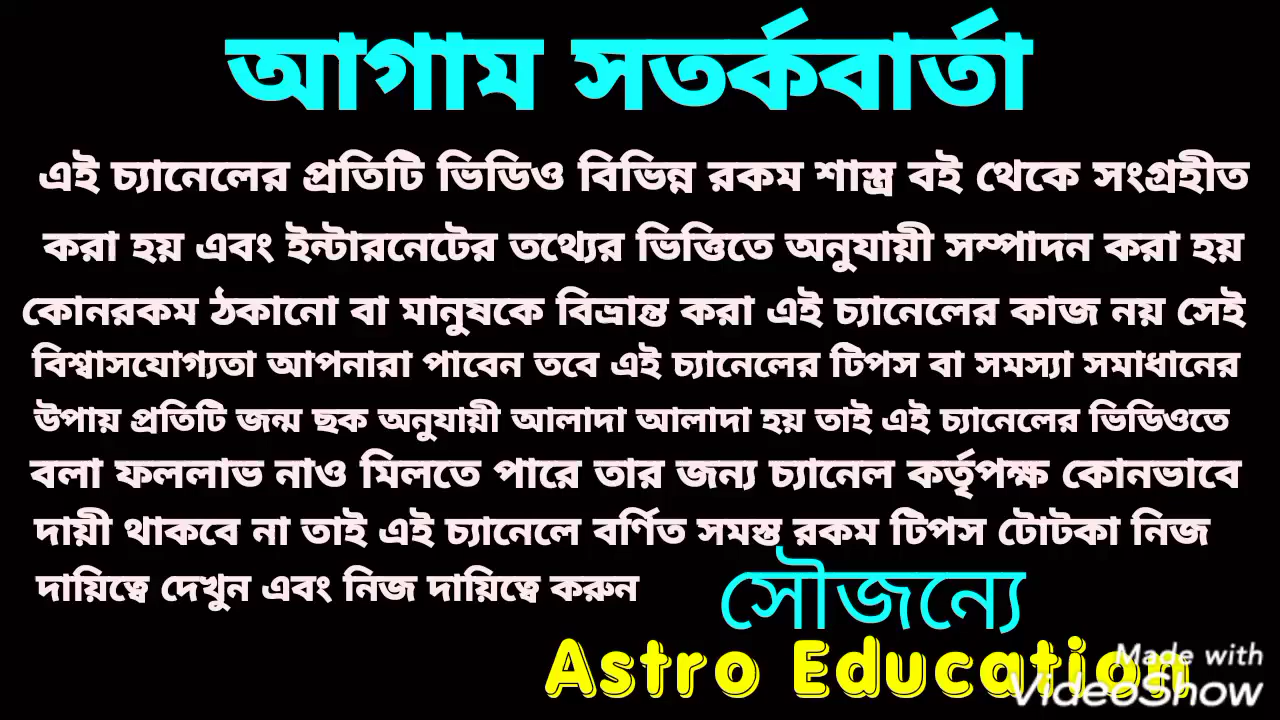 আগাম সতর্কবার্তা
এই চ্যানেলের প্রতিটি ভিডিও বিভিন্ন রকম শাস্ত্র বই থেকে সংগ্রহীত
করা হয় এবং ইন্টারনেটের তথ্যের ভিত্তিতে অনুযায়ী সম্পাদন করা হয়
কোনরকম ঠকানো বা মানুষকে বিভ্রান্ত করা এই চ্যানেলের কাজ নয় সেই
বিশ্বাসযোগ্যতা আপনারা পাবেন তবে এই চ্যানেলের টিপস বা সমস্যা সমাধানের
উপায় প্রতিটি জন্ম ছক অনুযায়ী আলাদা আলাদা হয় তাই এই চ্যানেলের ভিডিওতে
বলা ফললাভ নাও মিলতে পারে তার জন্য চ্যানেল কর্তৃপক্ষ কোনভাবে
দায়ী থাকবে না তাই এই চ্যানেলে বর্ণিত সমস্ত রকম টিপস টোটকা নিজ
দায়িত্বে দেখুন এবং নিজ দায়িত্বে করুন
সৌজন্যে
Astro Education
Made with
VideoShow